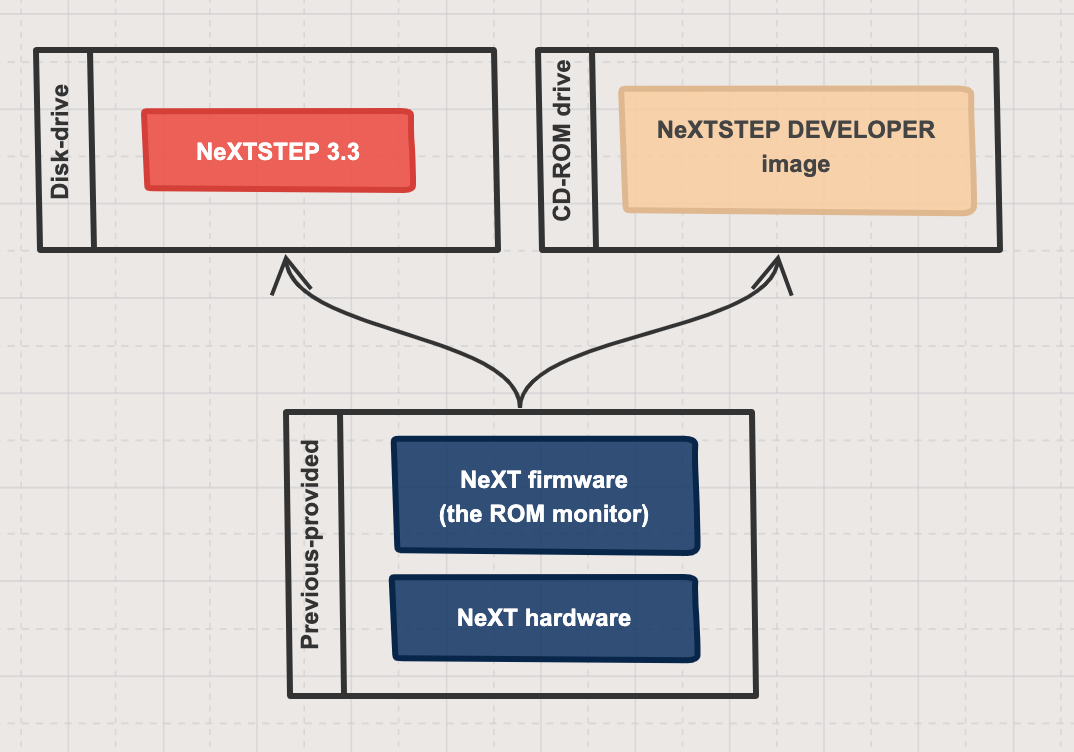 Disk-drive
NeXTSTEP 3.3
CD-ROM drive
NeXTSTEP DEVELOPER
image
Previous-provided
NeXT firmware
(the ROM monitor)
NeXT hardware